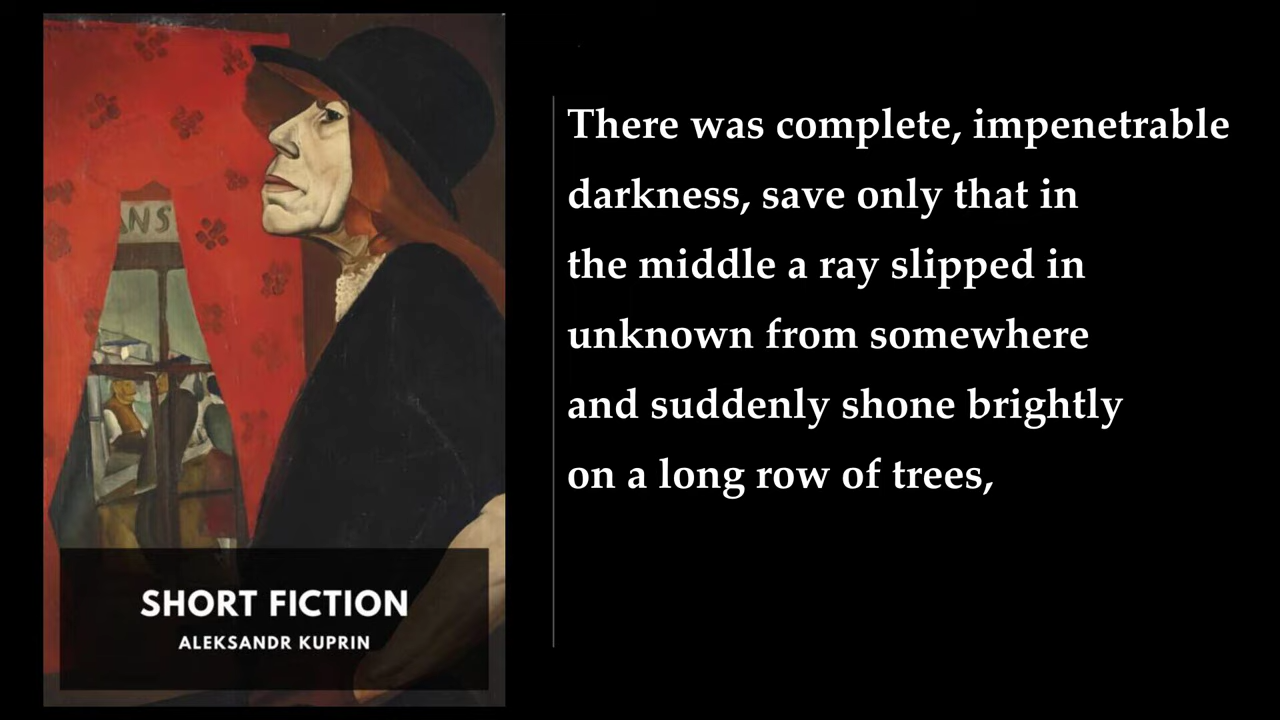 ANS
SHORT FICTION
ALEKSANDR KUPRIN
There was complete, impenetrable
darkness, save only that in
the middle a ray slipped in
unknown from somewhere
and suddenly shone brightly
on a long row of trees,